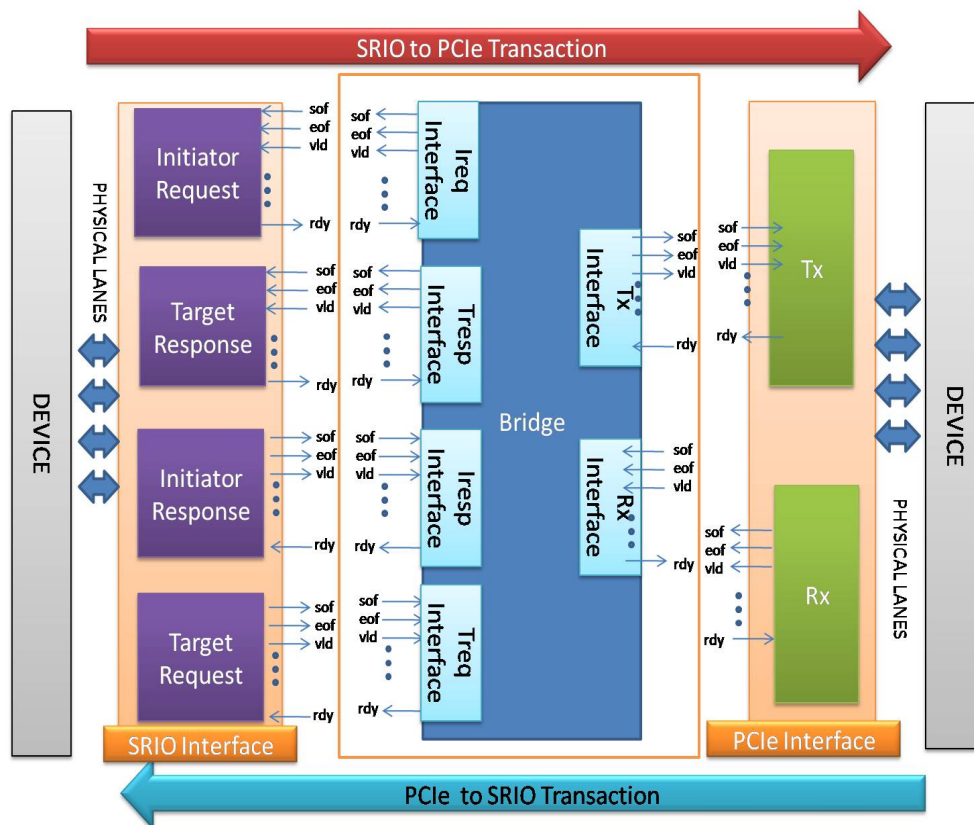 SRIO to PCIe Transaction
DEVICE
PHYSICAL LANES
Initiator
Request
sof
eof
vld
rdy
Target
Response
sof
eof
vld
rdy
Initiator
Response
sof
eof
vld
rdy
Target
Request
sof
eof
vld
rdy
SRIO Interface
sof
eof
vld
rdy
Ireq
Interface
sof
eof
vld
rdy
Tresp
Interface
sof
eof
vld
rdy
Iresp
Interface
sof
eof
vld
rdy
Treq
Interface
Bridge
Tx
Interface
sof
eof
vld
rdy
Rx
Interface
sof
eof
vld
rdy
sof
eof
vld
rdy
Tx
sof
eof
vld
rdy
Rx
PCIe Interface
PHYSICAL LANES
DEVICE
PCIe to SRIO Transaction